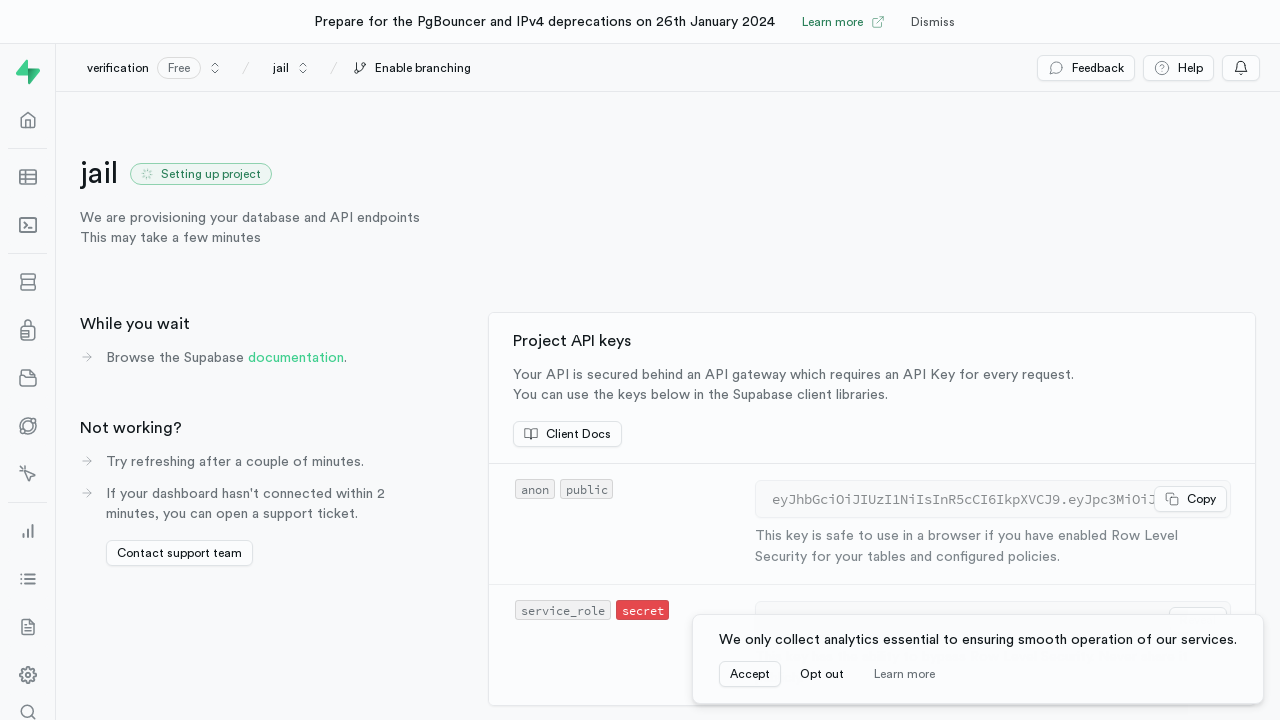 Prepare for the PgBouncer and IPv4 deprecations on 26th January 2024 Learn more Dismiss
verification Free / jail / Enable branching Feedback Help
jail Setting up project
We are provisioning your database and API endpoints
This may take a few minutes
While you wait
Browse the Supabase documentation.
Not working?
Try refreshing after a couple of minutes.
If your dashboard hasn't connected within 2
minutes, you can open a support ticket.
Contact support team
Project API keys
Your API is secured behind an API gateway which requires an API Key for every request.
You can use the keys below in the Supabase client libraries.
Client Docs
anon public eyJhbGciOiJIUzI1NiIsInR5cCI6IkpXVCJ9.eyJpc3MiOiJ Copy
This key is safe to use in a browser if you have enabled Row Level
Security for your tables and configured policies.
service_role secret
We only collect analytics essential to ensuring smooth operation of our services.
Accept Opt out Learn more